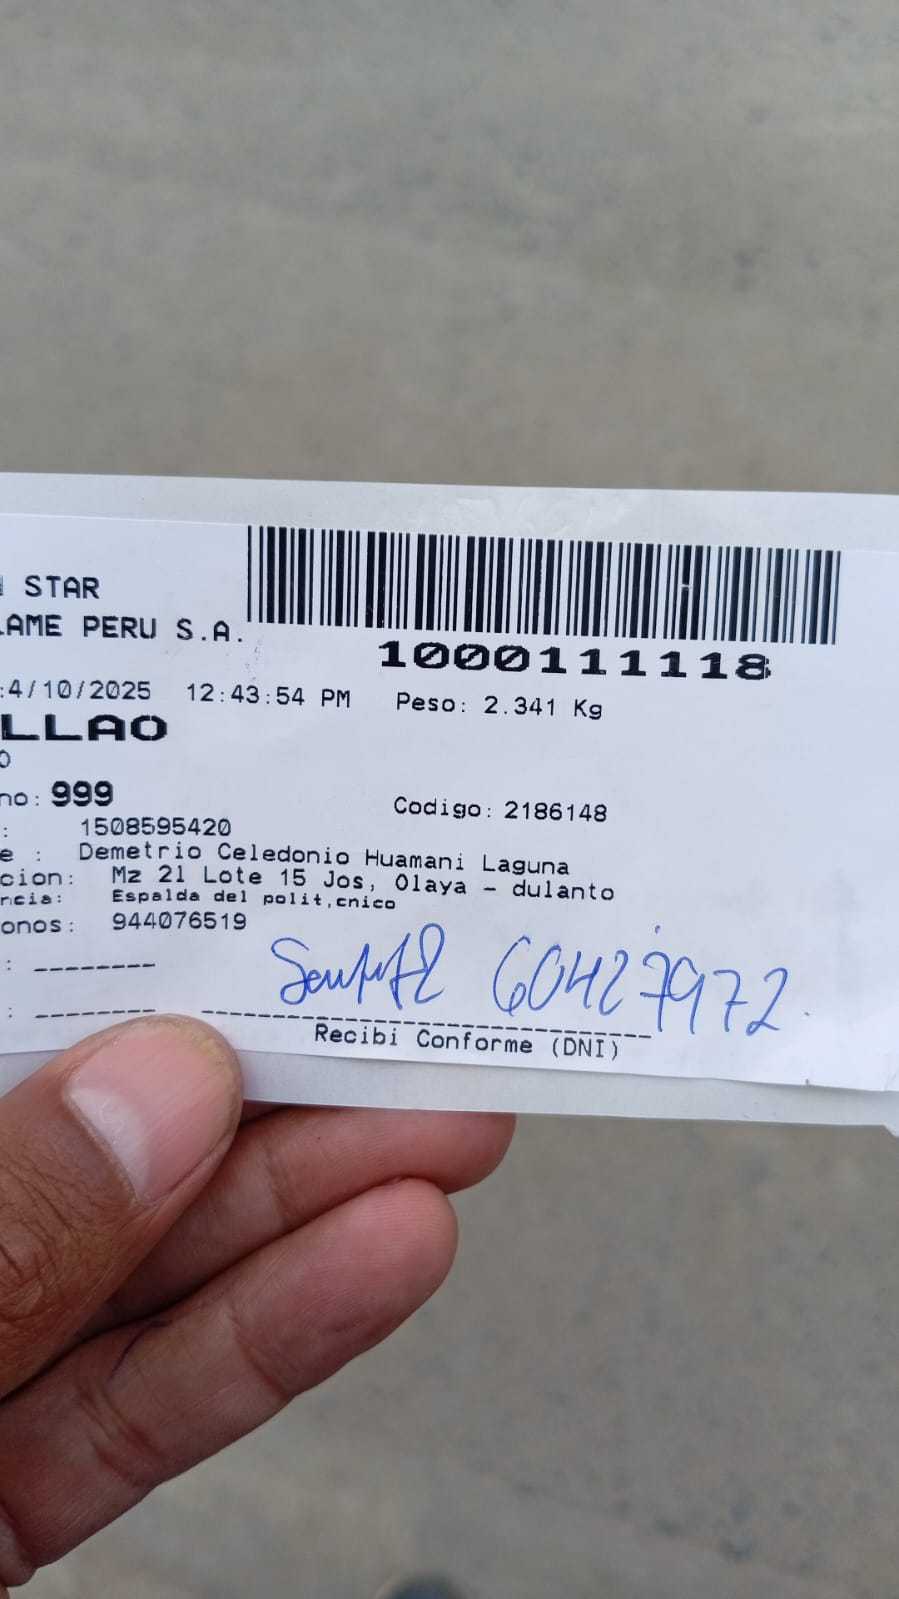 STAR
LAME PERU S.A.
1000111118
:4/10/2025 12:43:54 PM Peso: 2.341 Kg
LLAO
O
no: 999 Codigo: 2186148
: 1508595420
e : Demetrio Celedonio Huamani Laguna
cion: Mz 21 Lote 15 Jos, Olaya - dulanto
ncia: Espalda del polit,cnico
onos: 944076519
: ---------
60427972
: ---------
Recibi Conforme (DNI)